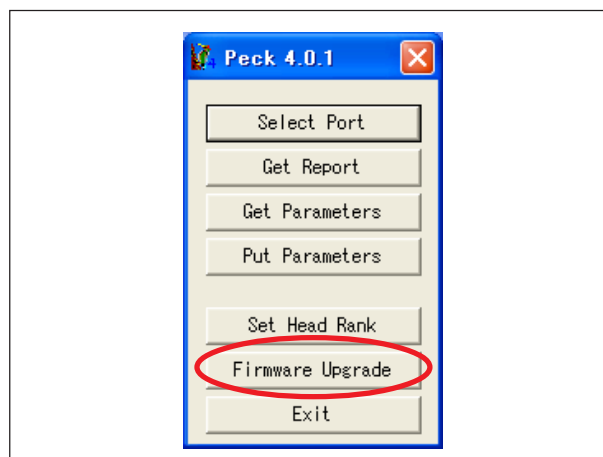 Peck 4.0.1
Select Port
Get Report
Get Parameters
Put Parameters
Set Head Rank
Firmware Upgrade
Exit